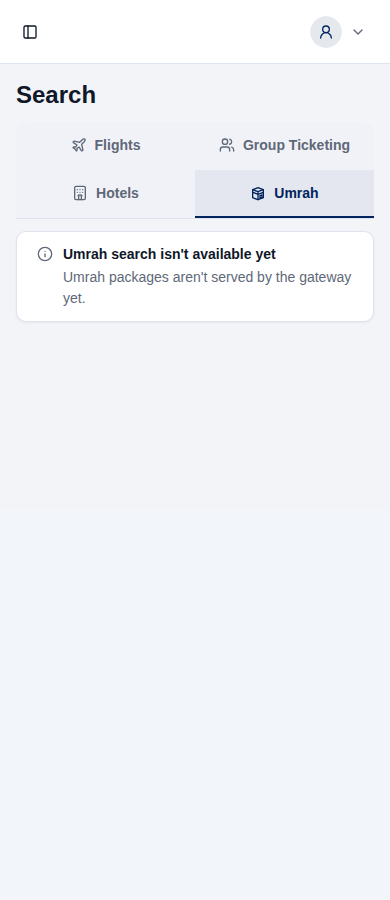 Search
Flights
Group Ticketing
Hotels
Umrah
Umrah search isn't available yet
Umrah packages aren't served by the gateway
yet.